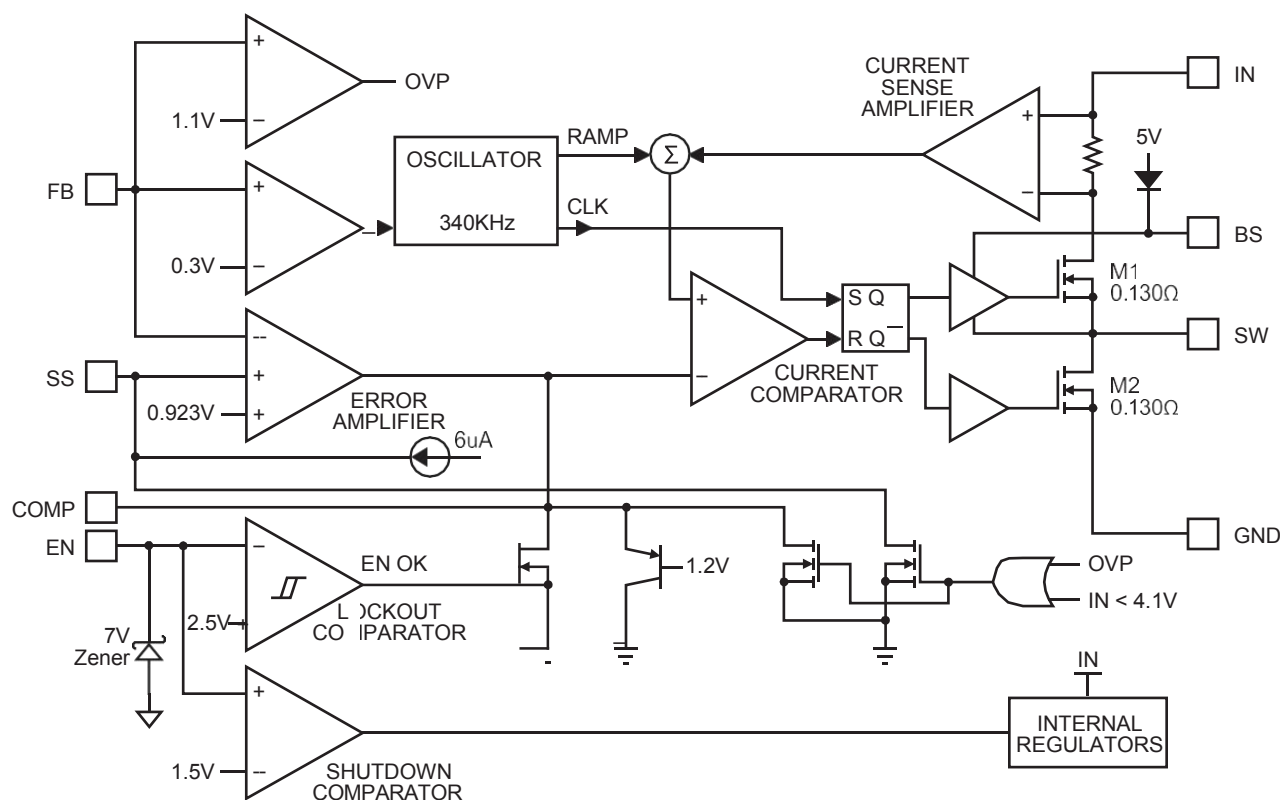 +
OVP
1.1V
–
CURRENT
SENSE
AMPLIFIER
IN
+
–
5V
RAMP
Σ
OSCILLATOR
340KHz
CLK
FB
+
0.3V
–
BS
M1
0.130Ω
SW
M2
0.130Ω
GND
+
–
CURRENT
COMPARATOR
S Q
R Q
SS
--
+
0.923V
+
ERROR
AMPLIFIER
6uA
COMP
EN
–
EN OK
2.5V
+
COMPARATOR
7V
Zener
1.2V
OVP
IN < 4.1V
+
1.5V
--
SHUTDOWN
COMPARATOR
IN
INTERNAL
REGULATORS